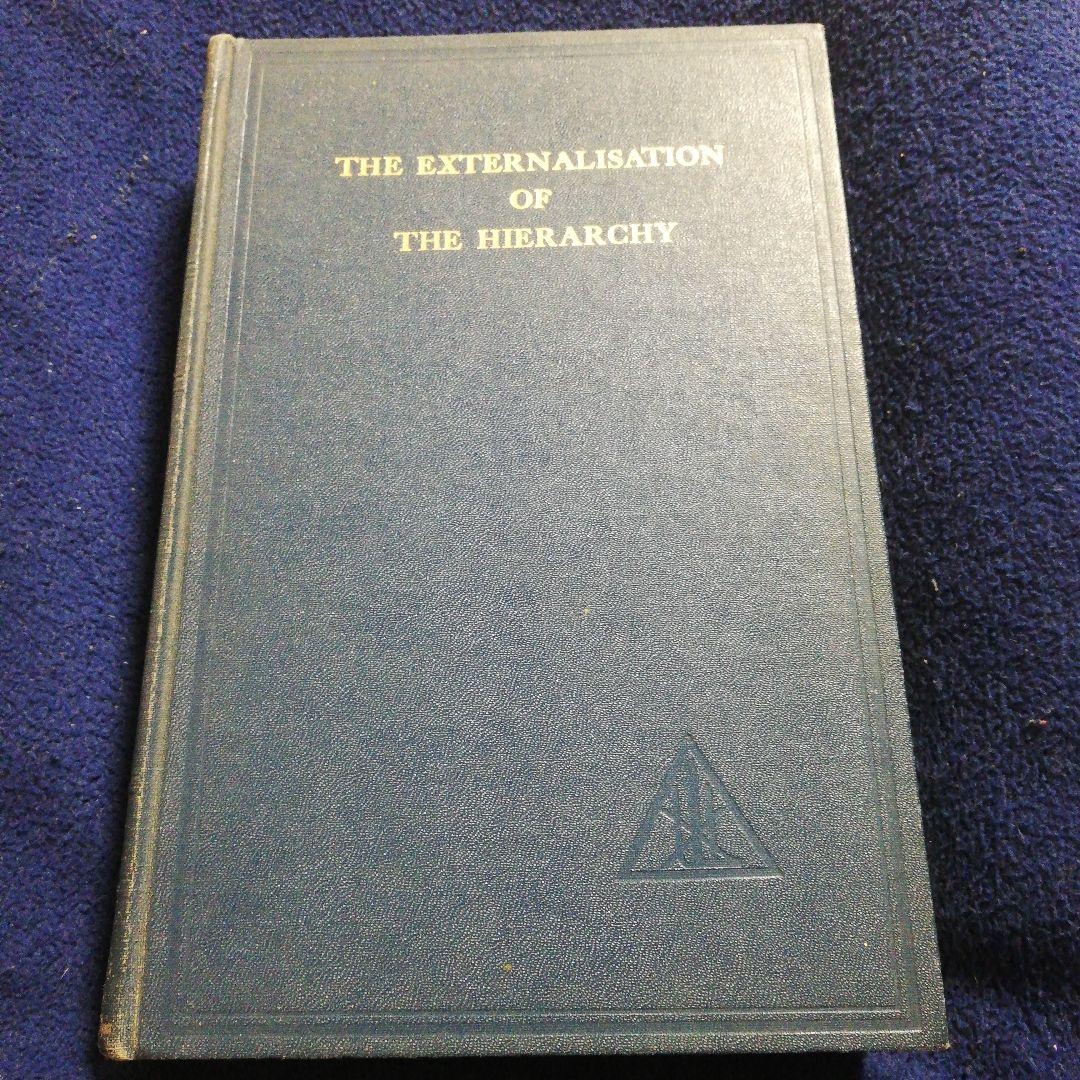 THE EXTERNALISATION
OF
THE HIERARCHY